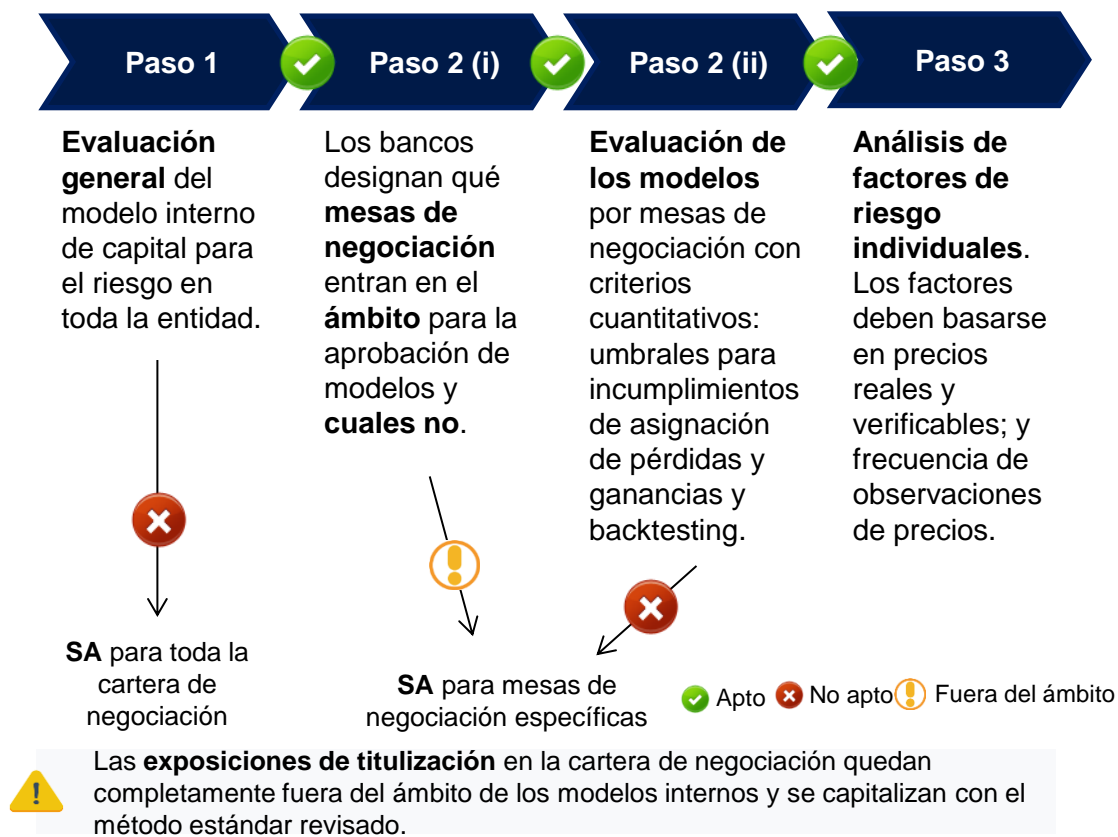 Paso 1
Paso 2 (i)
Paso 2 (ii)
Paso 3
Evaluación
general del
modelo interno
de capital para
el riesgo en
toda la entidad.
Los bancos
designan qué
mesas de
negociación
entran en el
ámbito para la
aprobación de
modelos y
cuales no.
Evaluación de
los modelos
por mesas de
negociación con
criterios
cuantitativos:
umbrales para
incumplimientos
de asignación
de pérdidas y
ganancias y
backtesting.
Análisis de
factores de
riesgo
individuales.
Los factores
deben basarse
en precios
reales y
verificables; y
frecuencia de
observaciones
de precios.
SA para toda la
cartera de
negociación
SA para mesas de
negociación específicas
Apto
No apto
Fuera del ámbito
Las exposiciones de titulización en la cartera de negociación quedan
completamente fuera del ámbito de los modelos internos y se capitalizan con el
método estándar revisado.